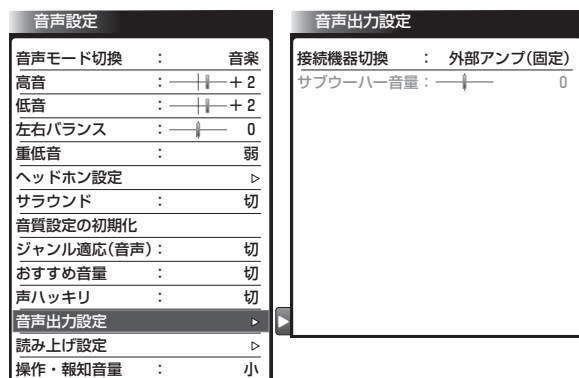 音声設定
音声モード切換 : 音楽
高音 : +2
低音 : +2
左右バランス : 0
重低音 : 弱
ヘッドホン設定 ▷
サラウンド : 切
音質設定の初期化
ジャンル適応(音声) : 切
おすすめ音量 : 切
声ハッキリ : 切
音声出力設定 ▷
読み上げ設定 ▷
操作・報知音量 : 小
音声出力設定
接続機器切換 : 外部アンプ(固定)
サブウーハー音量 : 0